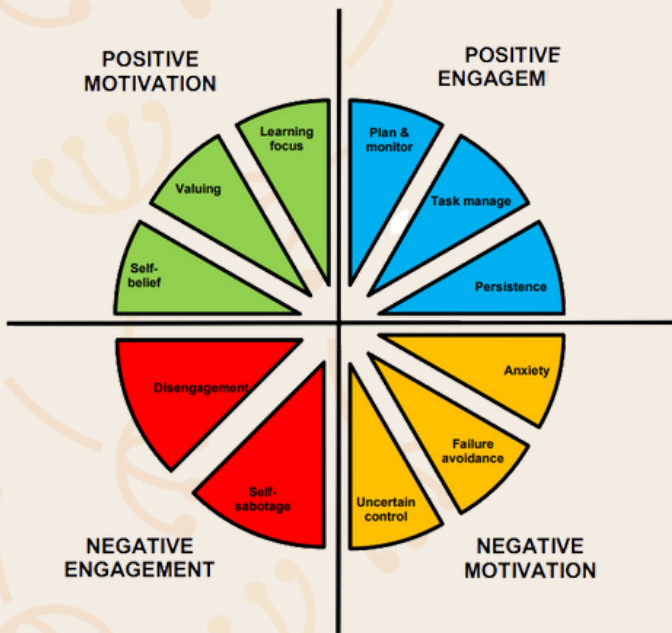 POSITIVE
MOTIVATION
POSITIVE
ENGAGEM
Learning
focus
Plan &
monitor
Valuing
Task manage
Self-
belief
Persistence
Disengagement
Anxiety
Self-
sabotage
Failure
avoidance
Uncertain
control
NEGATIVE
ENGAGEMENT
NEGATIVE
MOTIVATION